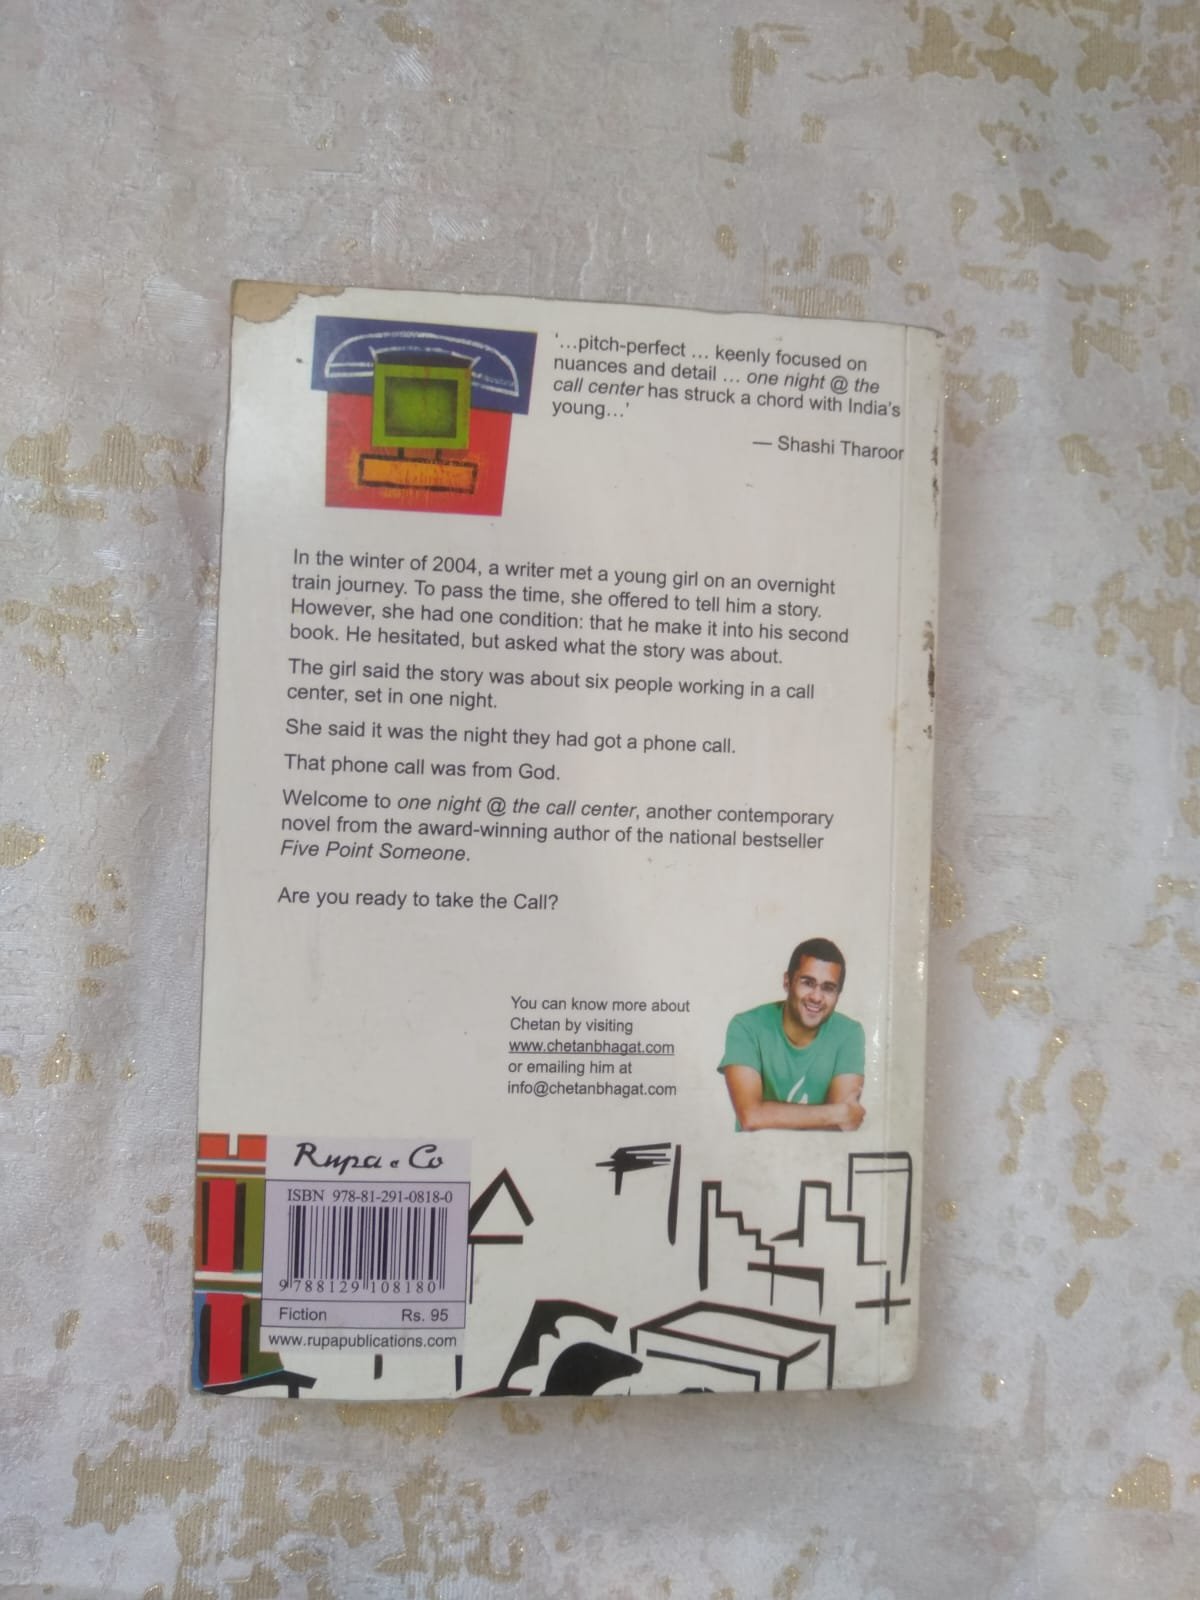 ‘...pitch-perfect ... keenly focused on
nuances and detail ... one night @ the
call center has struck a chord with India’s
young...’
— Shashi Tharoor
In the winter of 2004, a writer met a young girl on an overnight
train journey. To pass the time, she offered to tell him a story.
However, she had one condition: that he make it into his second
book. He hesitated, but asked what the story was about.
The girl said the story was about six people working in a call
center, set in one night.
She said it was the night they had got a phone call.
That phone call was from God.
Welcome to one night @ the call center, another contemporary
novel from the award-winning author of the national bestseller
Five Point Someone.
Are you ready to take the Call?
You can know more about
Chetan by visiting
www.chetanbhagat.com
or emailing him at
info@chetanbhagat.com
Rupa & Co
ISBN 978-81-291-0818-0
9 788129 108180
Fiction Rs. 95
www.rupapublications.com